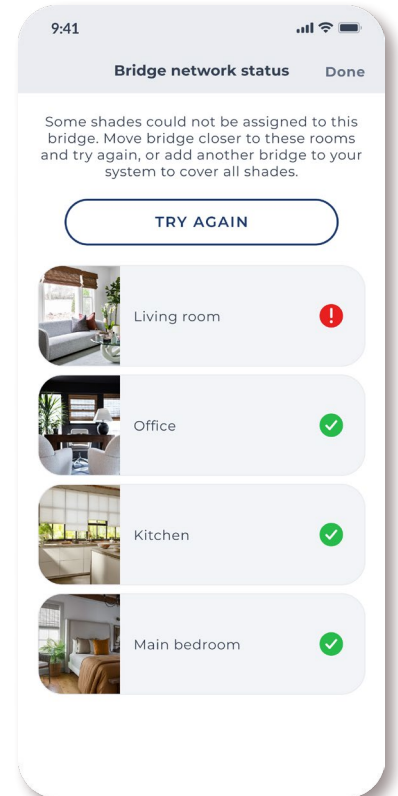 9:41
Bridge network status Done
Some shades could not be assigned to this
bridge. Move bridge closer to these rooms
and try again, or add another bridge to your
system to cover all shades.
TRY AGAIN
Living room
Office
Kitchen
Main bedroom